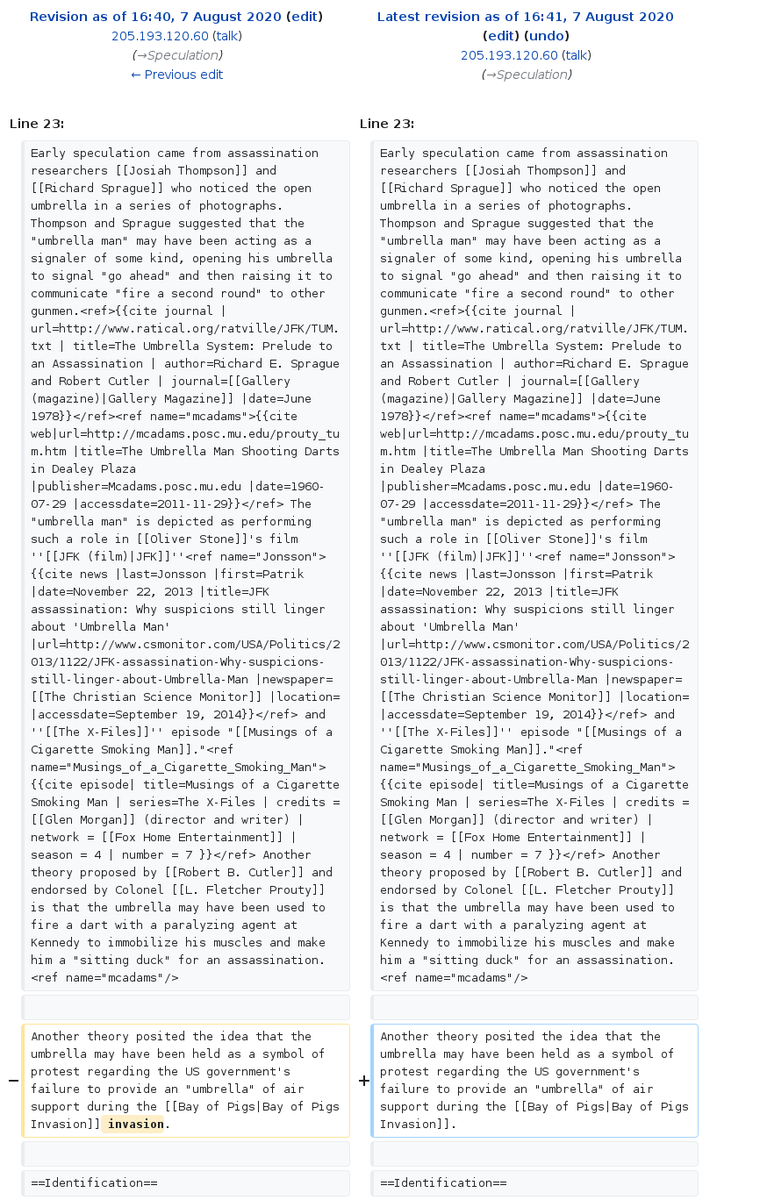 Revision as of 16:40, 7 August 2020 (edit)
205.193.120.60 (talk)
(→Speculation)
← Previous edit
Latest revision as of 16:41, 7 August 2020
(edit) (undo)
205.193.120.60 (talk)
(→Speculation)
Line 23:
Early speculation came from assassination
researchers [[Josiah Thompson]] and
[[Richard Sprague]] who noticed the open
umbrella in a series of photographs.
Thompson and Sprague suggested that the
"umbrella man" may have been acting as a
signaler of some kind, opening his umbrella
to signal "go ahead" and then raising it to
communicate "fire a second round" to other
gunmen.<ref>{{cite journal |
url=http://www.ratical.org/ratville/JFK/TUM.
txt | title=The Umbrella System: Prelude to
an Assassination | author=Richard E. Sprague
and Robert Cutler | journal=[[Gallery
(magazine)|Gallery Magazine]] |date=June
1978}}</ref><ref name="mcadams">{{cite
web|url=http://mcadams.posc.mu.edu/prouty_tu
m.htm |title=The Umbrella Man Shooting Darts
in Dealey Plaza
|publisher=Mcadams.posc.mu.edu |date=1960-
07-29 |accessdate=2011-11-29}}</ref> The
"umbrella man" is depicted as performing
such a role in [[Oliver Stone]]'s film
''[[JFK (film)|JFK]]''<ref name="Jonsson">
{{cite news |last=Jonsson |first=Patrik
|date=November 22, 2013 |title=JFK
assassination: Why suspicions still linger
about 'Umbrella Man'
|url=http://www.csmonitor.com/USA/Politics/2
013/1122/JFK-assassination-Why-suspicions-
still-linger-about-Umbrella-Man |newspaper=
[[The Christian Science Monitor]] |location=
|accessdate=September 19, 2014}}</ref> and
''[[The X-Files]]'' episode "[[Musings of a
Cigarette Smoking Man]]."<ref
name="Musings_of_a_Cigarette_Smoking_Man">
{{cite episode| title=Musings of a Cigarette
Smoking Man | series=The X-Files | credits =
[[Glen Morgan]] (director and writer) |
network = [[Fox Home Entertainment]] |
season = 4 | number = 7 }}</ref> Another
theory proposed by [[Robert B. Cutler]] and
endorsed by Colonel [[L. Fletcher Prouty]]
is that the umbrella may have been used to
fire a dart with a paralyzing agent at
Kennedy to immobilize his muscles and make
him a "sitting duck" for an assassination.
<ref name="mcadams"/>
− Another theory posited the idea that the
umbrella may have been held as a symbol of
protest regarding the US government's
failure to provide an "umbrella" of air
support during the [[Bay of Pigs|Bay of Pigs
Invasion]] invasion.
==Identification==
Line 23:
Early speculation came from assassination
researchers [[Josiah Thompson]] and
[[Richard Sprague]] who noticed the open
umbrella in a series of photographs.
Thompson and Sprague suggested that the
"umbrella man" may have been acting as a
signaler of some kind, opening his umbrella
to signal "go ahead" and then raising it to
communicate "fire a second round" to other
gunmen.<ref>{{cite journal |
url=http://www.ratical.org/ratville/JFK/TUM.
txt | title=The Umbrella System: Prelude to
an Assassination | author=Richard E. Sprague
and Robert Cutler | journal=[[Gallery
(magazine)|Gallery Magazine]] |date=June
1978}}</ref><ref name="mcadams">{{cite
web|url=http://mcadams.posc.mu.edu/prouty_tu
m.htm |title=The Umbrella Man Shooting Darts
in Dealey Plaza
|publisher=Mcadams.posc.mu.edu |date=1960-
07-29 |accessdate=2011-11-29}}</ref> The
"umbrella man" is depicted as performing
such a role in [[Oliver Stone]]'s film
''[[JFK (film)|JFK]]''<ref name="Jonsson">
{{cite news |last=Jonsson |first=Patrik
|date=November 22, 2013 |title=JFK
assassination: Why suspicions still linger
about 'Umbrella Man'
|url=http://www.csmonitor.com/USA/Politics/2
013/1122/JFK-assassination-Why-suspicions-
still-linger-about-Umbrella-Man |newspaper=
[[The Christian Science Monitor]] |location=
|accessdate=September 19, 2014}}</ref> and
''[[The X-Files]]'' episode "[[Musings of a
Cigarette Smoking Man]]."<ref
name="Musings_of_a_Cigarette_Smoking_Man">
{{cite episode| title=Musings of a Cigarette
Smoking Man | series=The X-Files | credits =
[[Glen Morgan]] (director and writer) |
network = [[Fox Home Entertainment]] |
season = 4 | number = 7 }}</ref> Another
theory proposed by [[Robert B. Cutler]] and
endorsed by Colonel [[L. Fletcher Prouty]]
is that the umbrella may have been used to
fire a dart with a paralyzing agent at
Kennedy to immobilize his muscles and make
him a "sitting duck" for an assassination.
<ref name="mcadams"/>
+ Another theory posited the idea that the
umbrella may have been held as a symbol of
protest regarding the US government's
failure to provide an "umbrella" of air
support during the [[Bay of Pigs|Bay of Pigs
Invasion]].
==Identification==